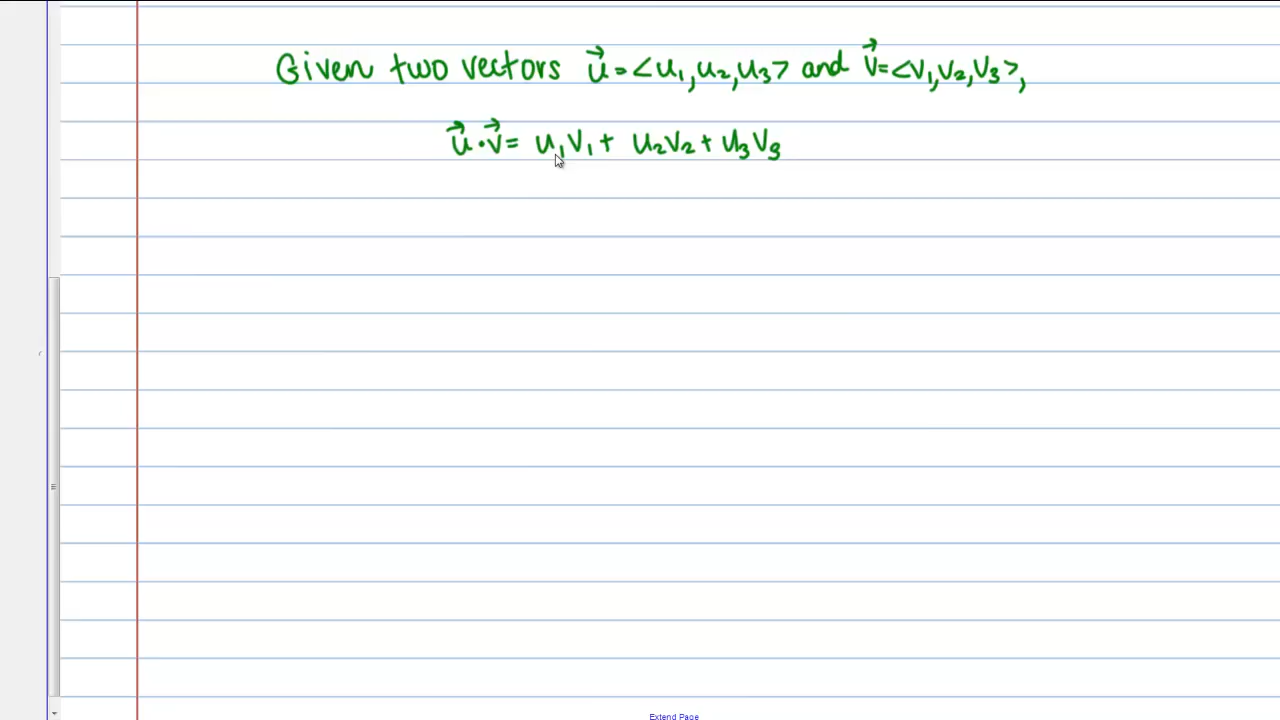 Given two vectors u⃗ = <u₁, u₂, u₃> and v⃗ = <v₁, v₂, v₃>,
u⃗ · v⃗ = u₁v₁ + u₂v₂ + u₃v₃
Extend Page